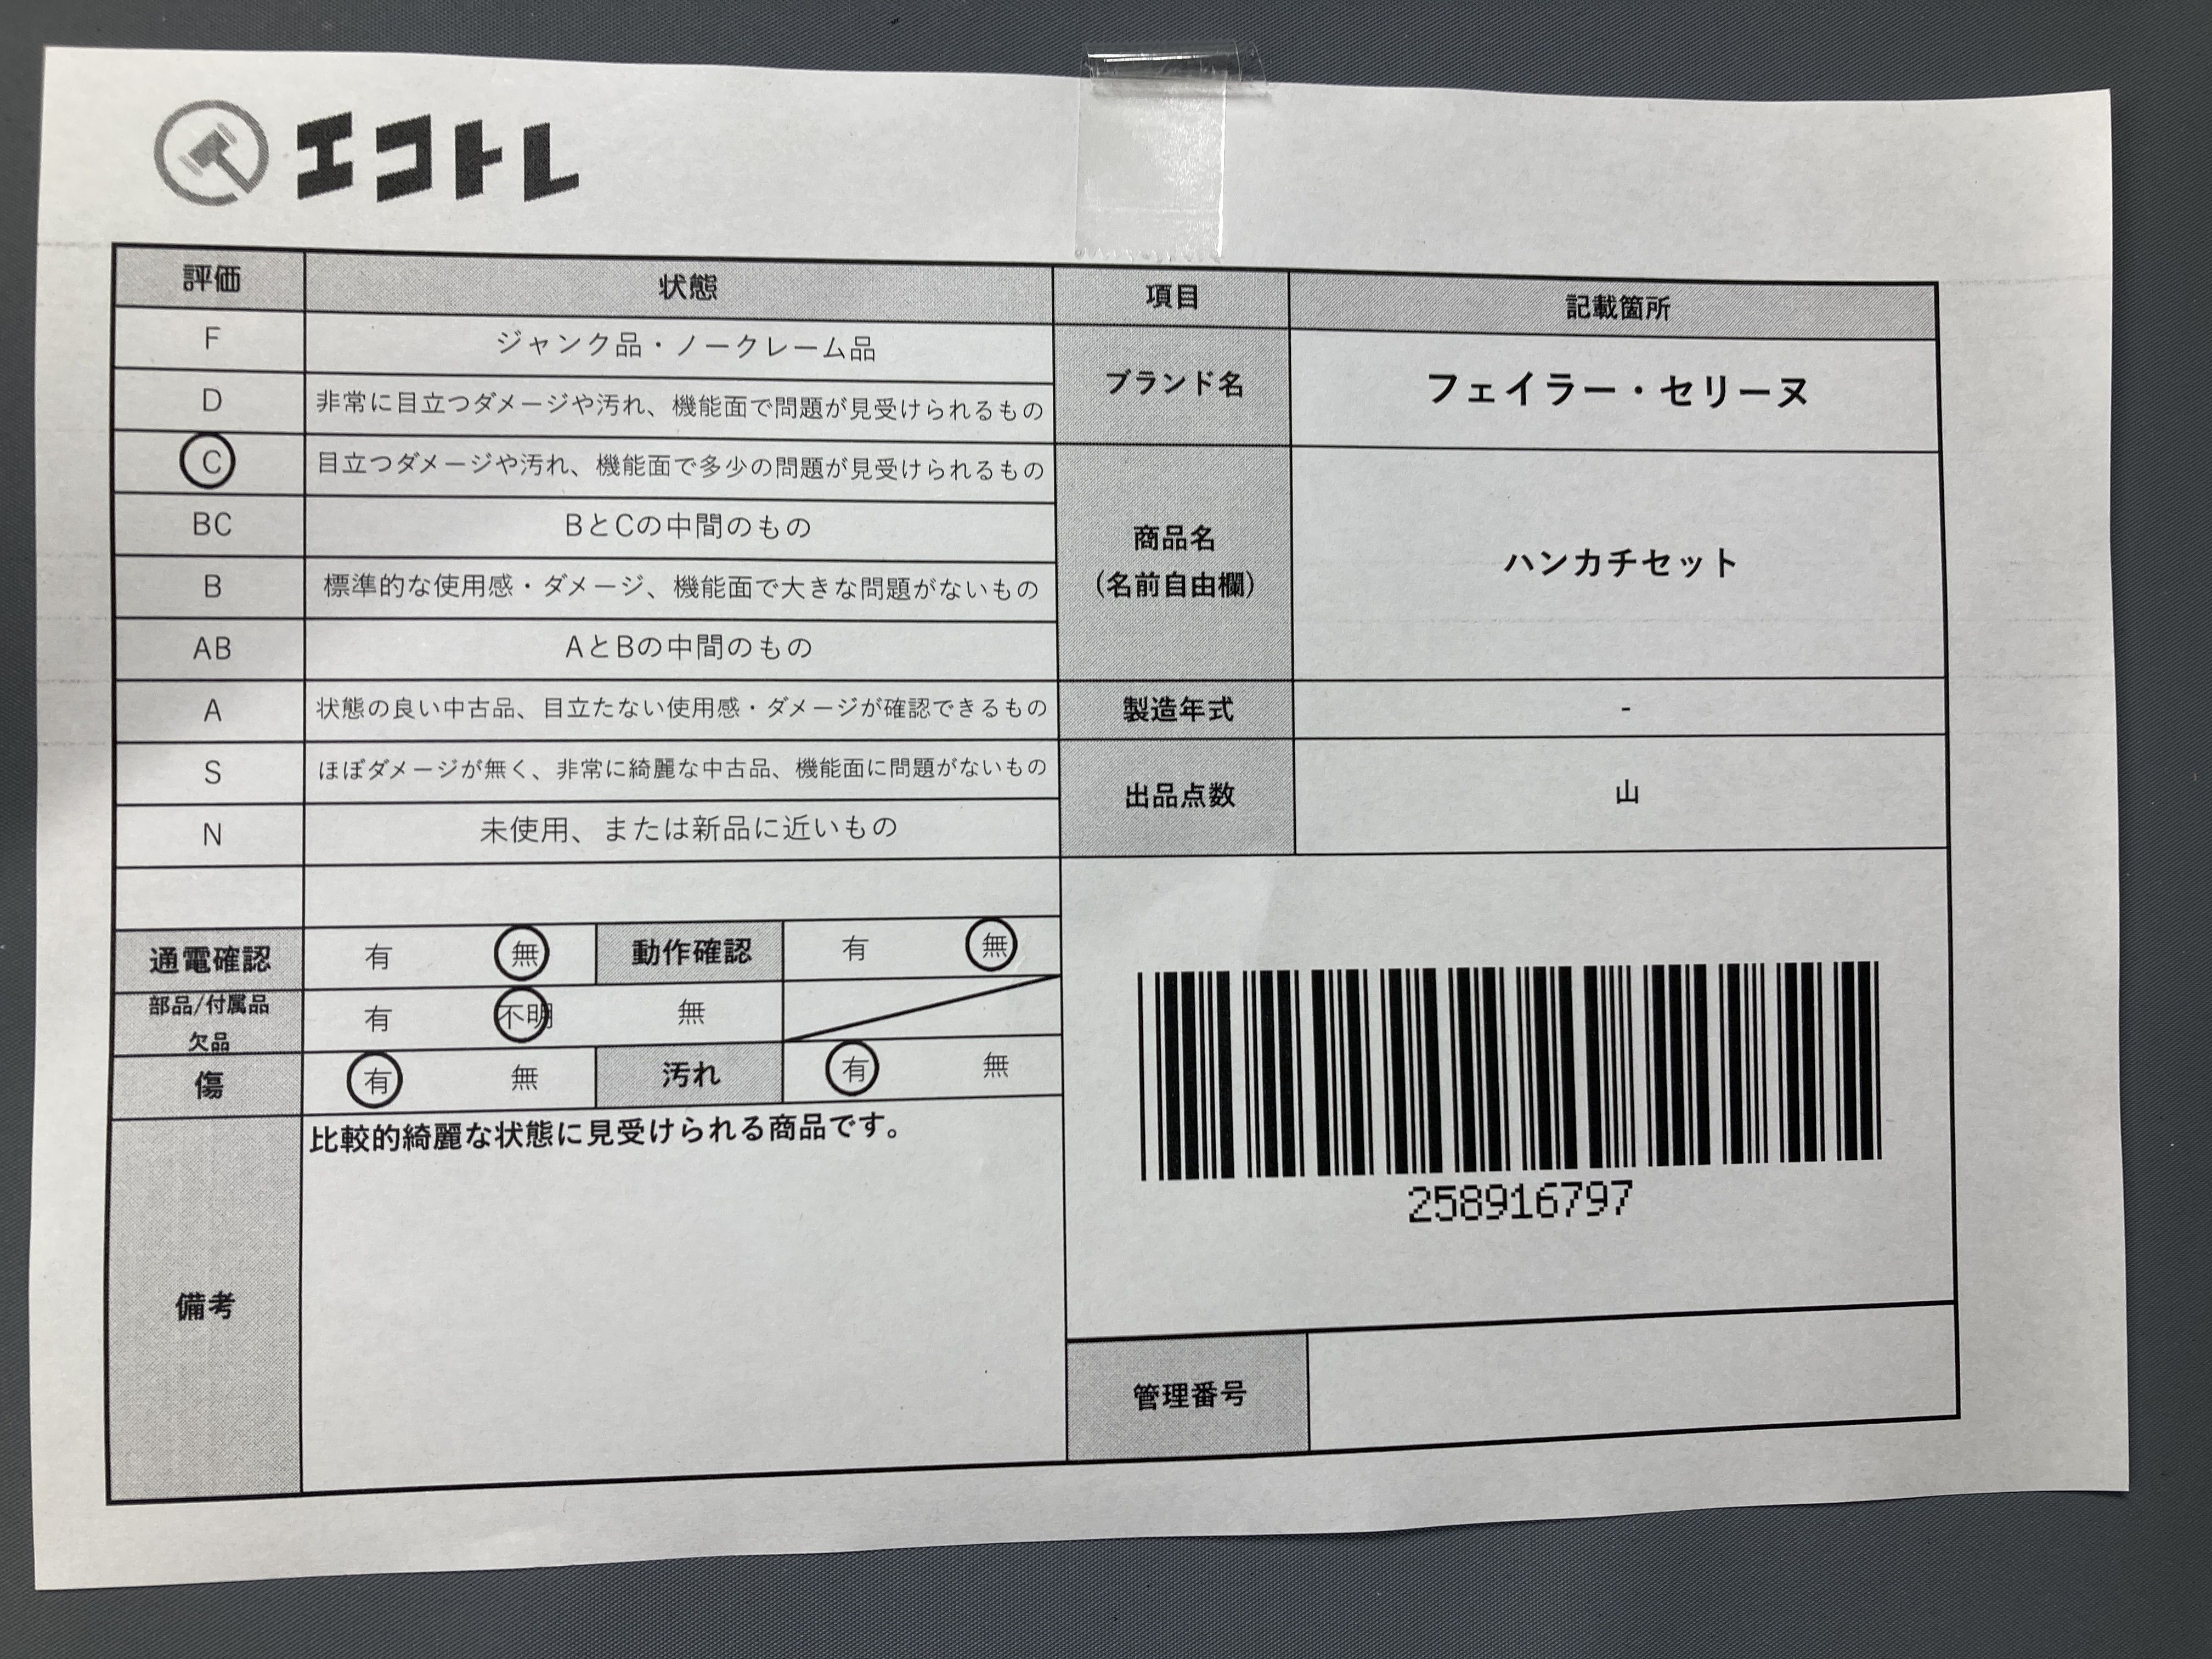 エコトレ
評価 状態 項目 記載箇所
F ジャンク品・ノークレーム品
D 非常に目立つダメージや汚れ、機能面で問題が見受けられるもの
C 目立つダメージや汚れ、機能面で多少の問題が見受けられるもの
BC BとCの中間のもの
B 標準的な使用感・ダメージ、機能面で大きな問題がないもの
AB AとBの中間のもの
A 状態の良い中古品、目立たない使用感・ダメージが確認できるもの
S ほぼダメージが無く、非常に綺麗な中古品、機能面に問題がないもの
N 未使用、または新品に近いもの
ブランド名 フェイラー・セリーヌ
商品名
(名前自由欄)
ハンカチセット
製造年式 -
出品点数 山
通電確認 有 無 動作確認 有 無
部品/付属品
欠品
有 不明 無
傷 有 無 汚れ 有 無
備考
比較的綺麗な状態に見受けられる商品です。
258916797
管理番号